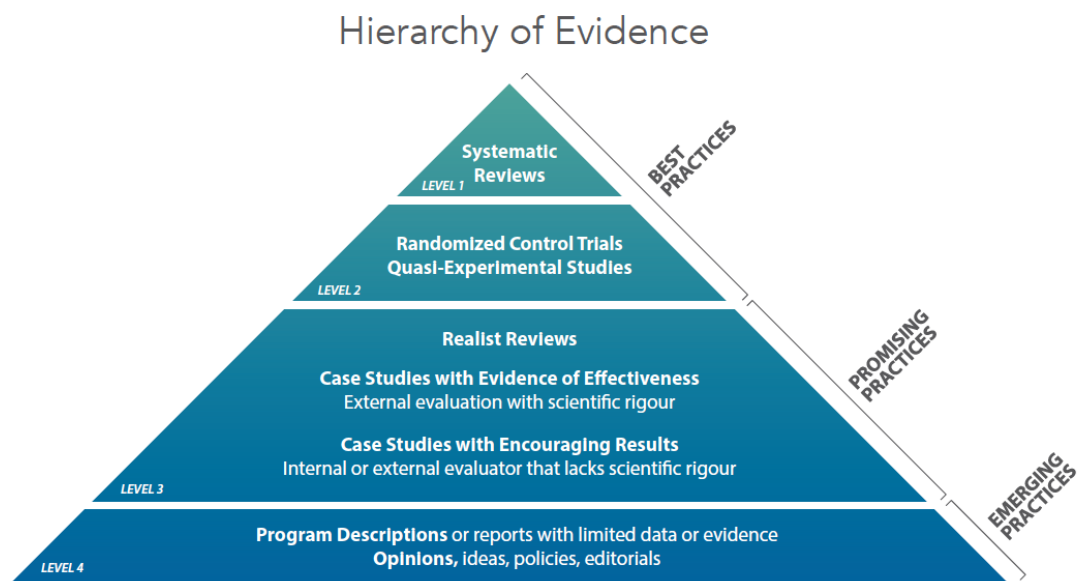 Hierarchy of Evidence
Systematic
Reviews
LEVEL 1
BEST
PRACTICES
Randomized Control Trials
Quasi-Experimental Studies
LEVEL 2
Realist Reviews
Case Studies with Evidence of Effectiveness
External evaluation with scientific rigour
Case Studies with Encouraging Results
Internal or external evaluator that lacks scientific rigour
LEVEL 3
PROMISING
PRACTICES
Program Descriptions or reports with limited data or evidence
Opinions, ideas, policies, editorials
LEVEL 4
EMERGING
PRACTICES